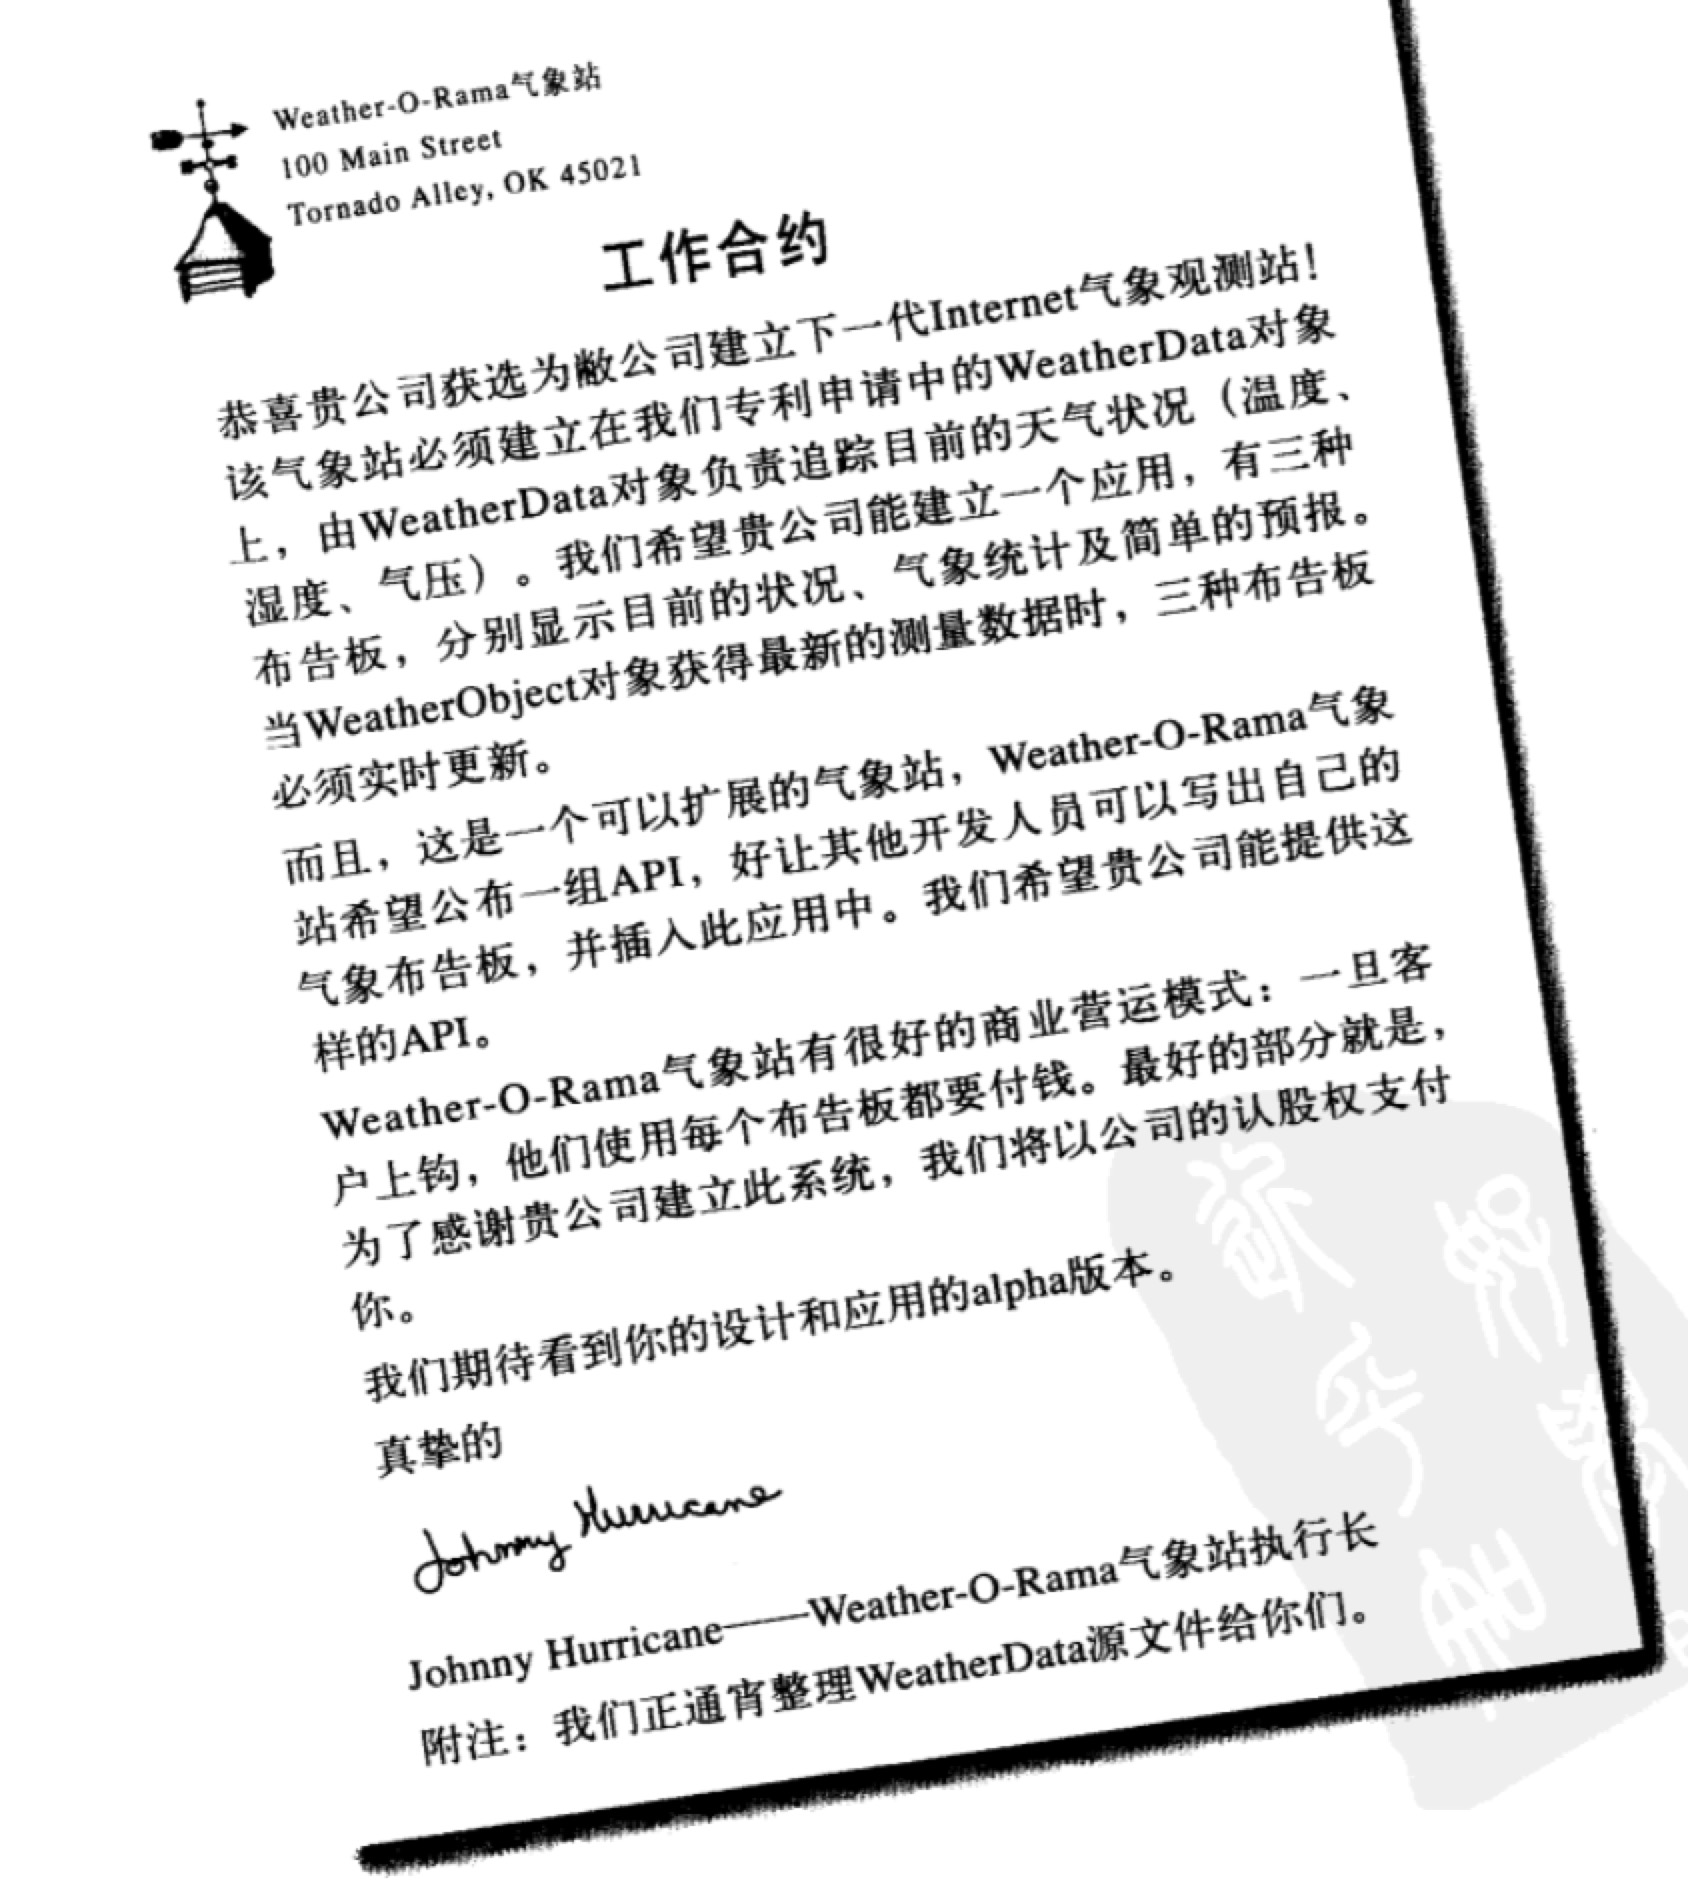 Weather-O-Rama气象站
100 Main Street
Tornado Alley, OK 45021
工作合约
恭喜贵公司获选为敝公司建立下一代Internet气象观测站！
该气象站必须建立在我们专利申请中的WeatherData对象
上，由WeatherData对象负责追踪目前的天气状况（温度、
湿度、气压）。我们希望贵公司能建立一个应用，有三种
布告板，分别显示目前的状况、气象统计及简单的预报。
当WeatherObject对象获得最新的测量数据时，三种布告板
必须实时更新。
而且，这是一个可以扩展的气象站，Weather-O-Rama气象
站希望公布一组API，好让其他开发人员可以写出自己的
气象布告板，并插入此应用中。我们希望贵公司能提供这
样的API。
Weather-O-Rama气象站有很好的商业营运模式：一旦客
户上钩，他们使用每个布告板都要付钱。最好的部分就是，
为了感谢贵公司建立此系统，我们将以公司的认股权支付
你。
我们期待看到你的设计和应用的alpha版本。
真挚的
Johnny Hurricane
Johnny Hurricane——Weather-O-Rama气象站执行长
附注：我们正通宵整理WeatherData源文件给你们。